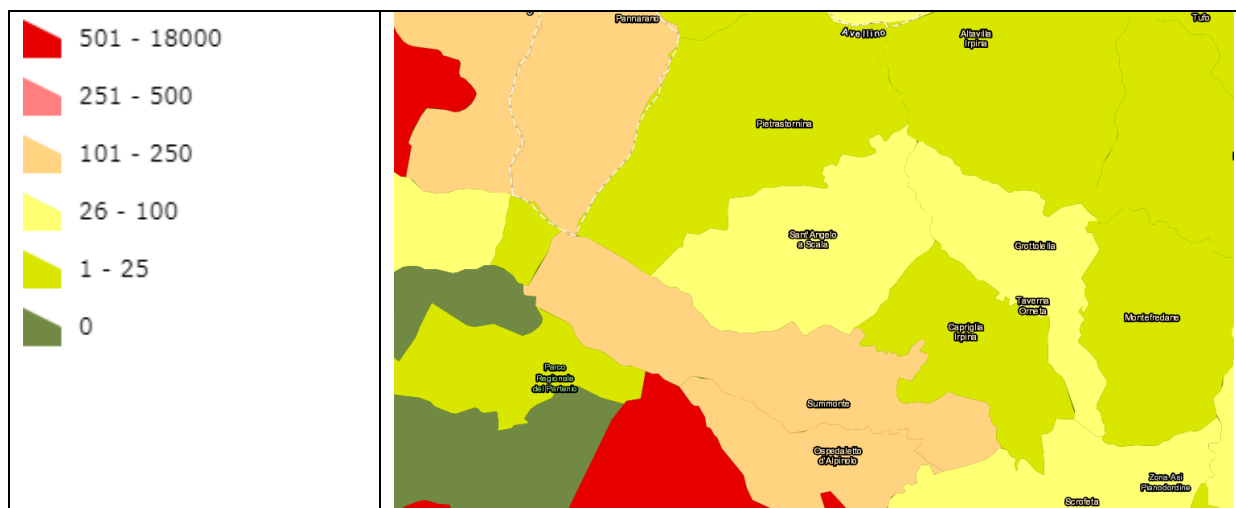 501 - 18000
251 - 500
101 - 250
26 - 100
1 - 25
0
Pannarano
Avellino
Tufo
Altavilla
Irpina
Pietrastornina
Sant'Angelo
a Scala
Grottolella
Taverna
Orneta
Capriglia
Irpina
Montefredane
Parco
Regionale
del Partenio
Summonte
Ospedaletto
d'Alpinolo
Zona Asi
Pianodordine
Scrofeta